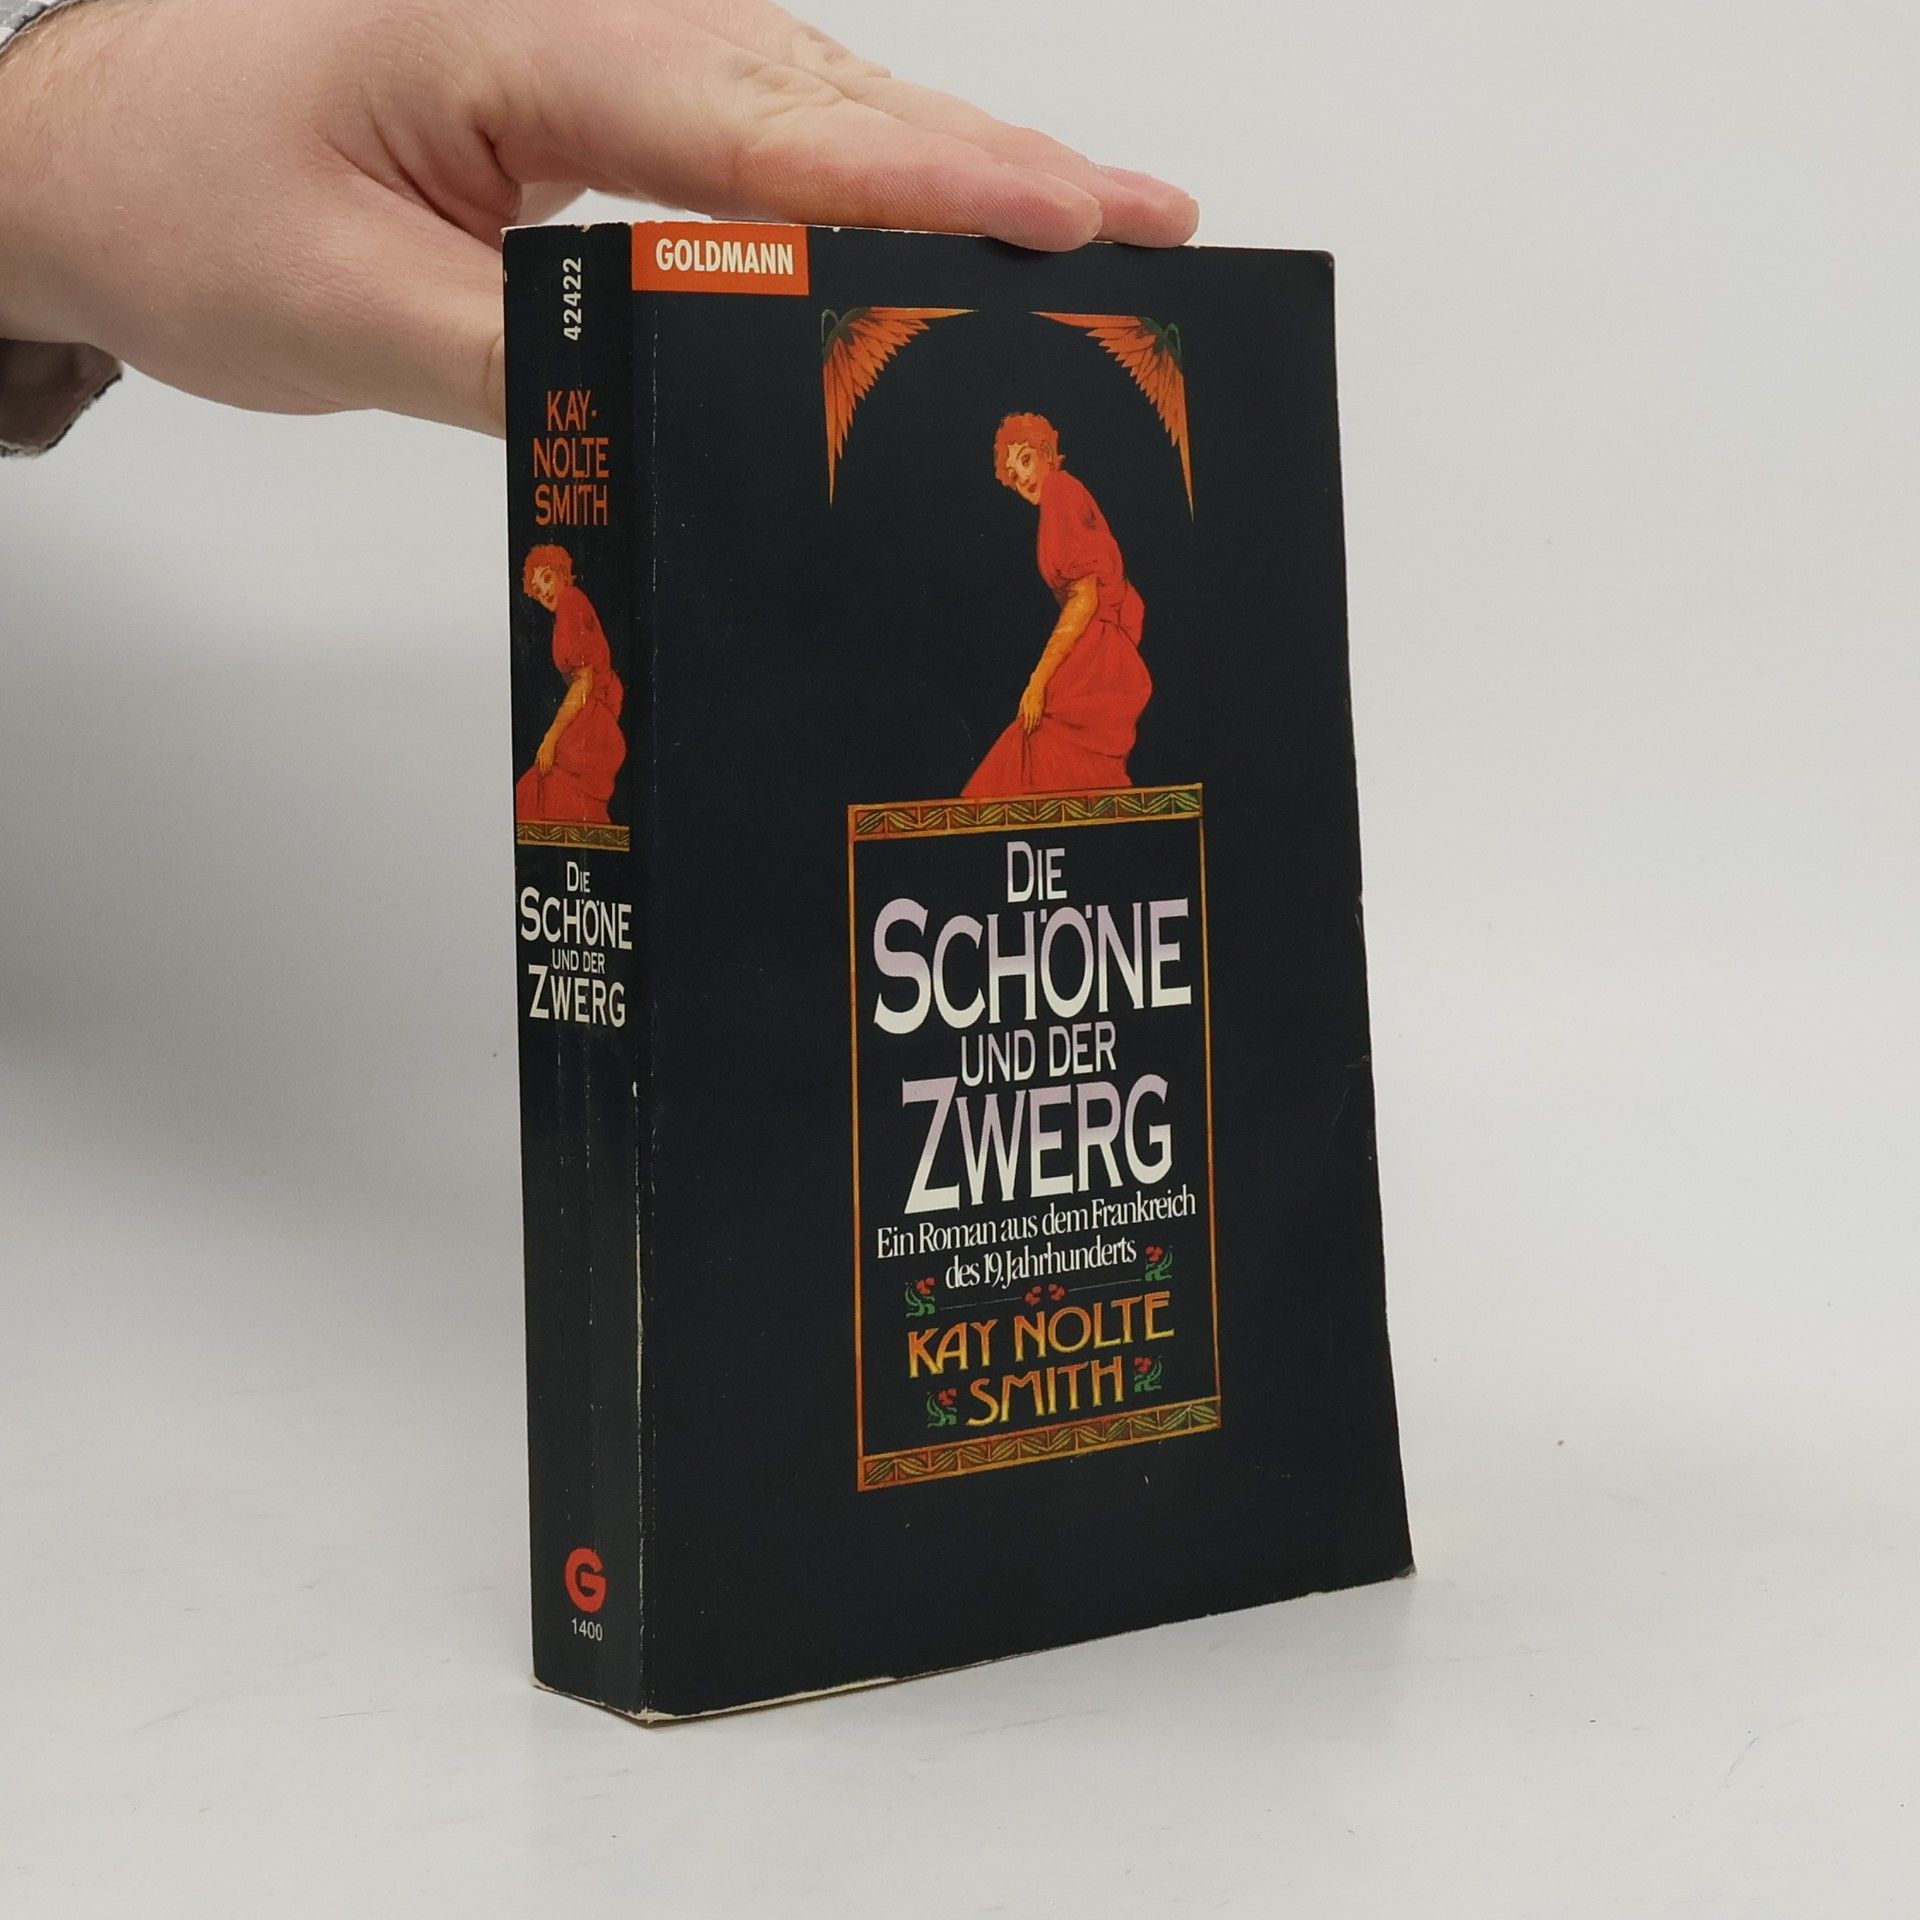 42422
KAY-
NOLTE
SMITH
DIE
SCHÖNE
UND DER
ZWERG
G
1400
GOLDMANN
DIE
SCHÖNE
UND DER
ZWERG
Ein Roman aus dem Frankreich
des 19. Jahrhunderts
KAY NOLTE
SMITH